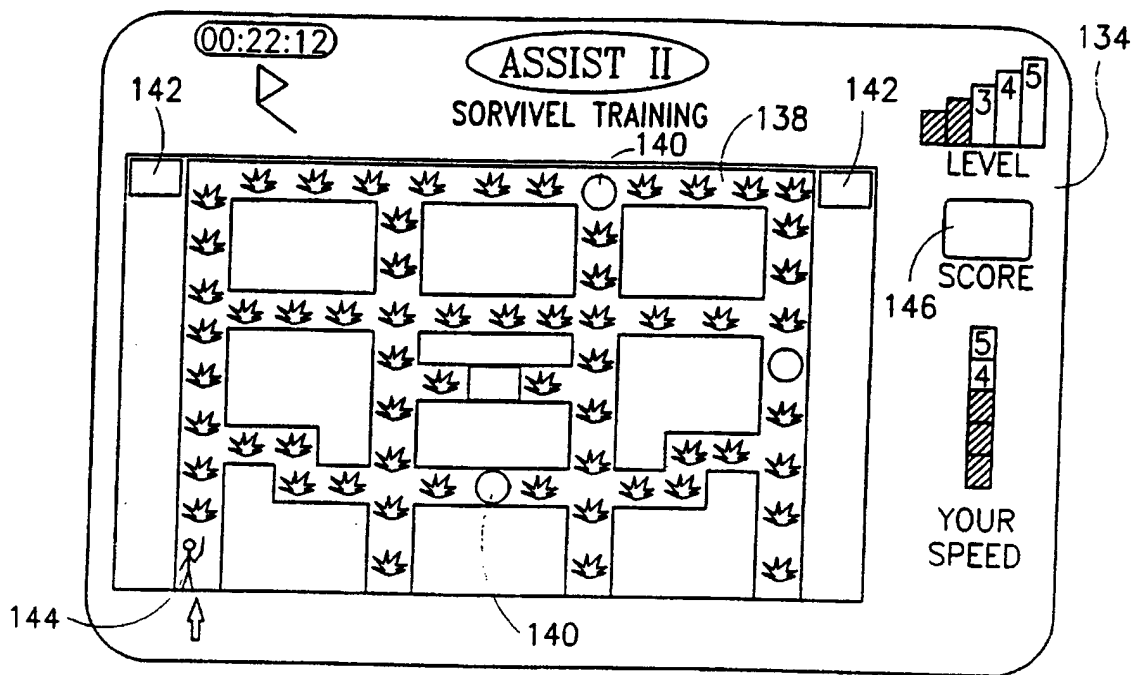 00:22:12
ASSIST II
SORVIVEL TRAINING
134
142
140
138
142
3 4 5
LEVEL
146
SCORE
5
4
YOUR
SPEED
144
140